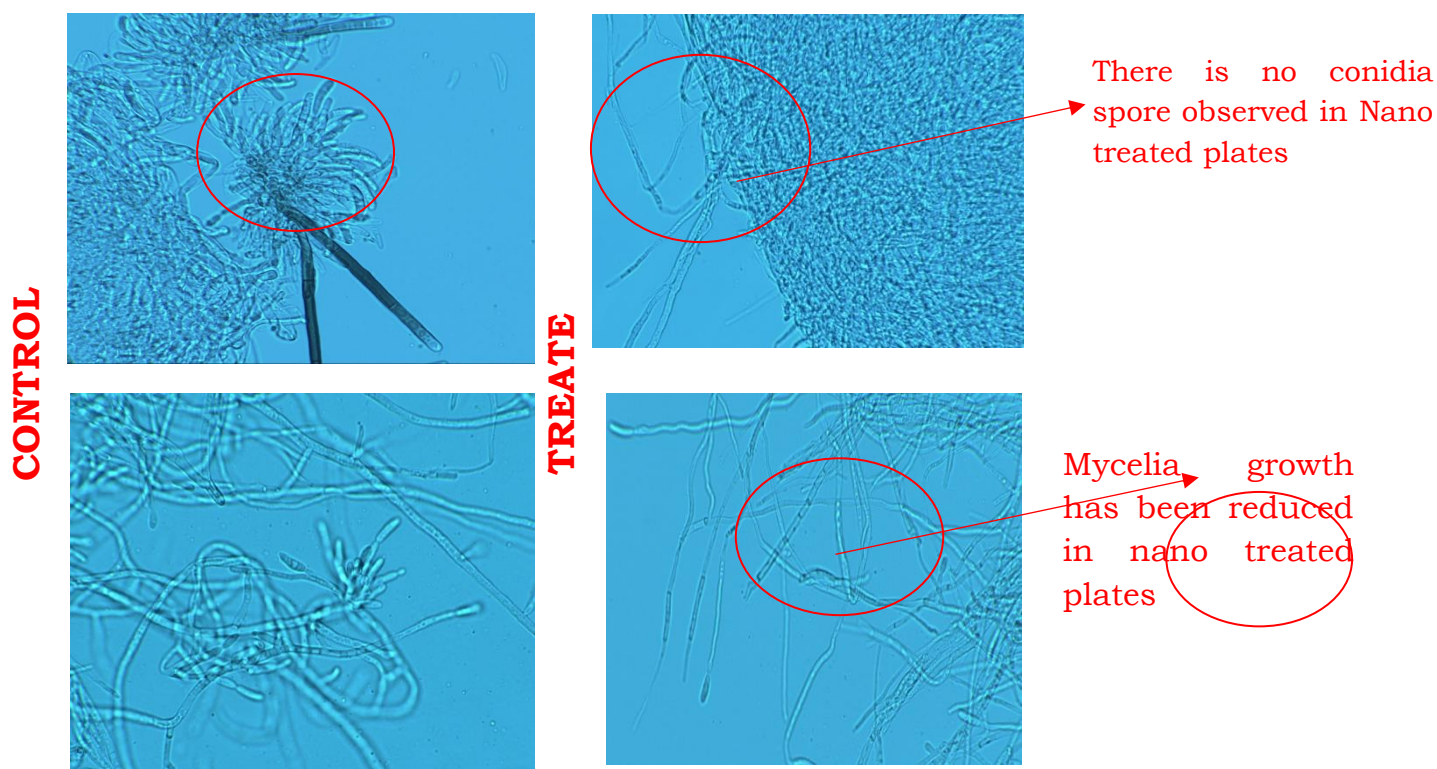 CONTROL
TREATE
There is no conidia
spore observed in Nano
treated plates
Mycelia growth
has been reduced
in nano treated
plates